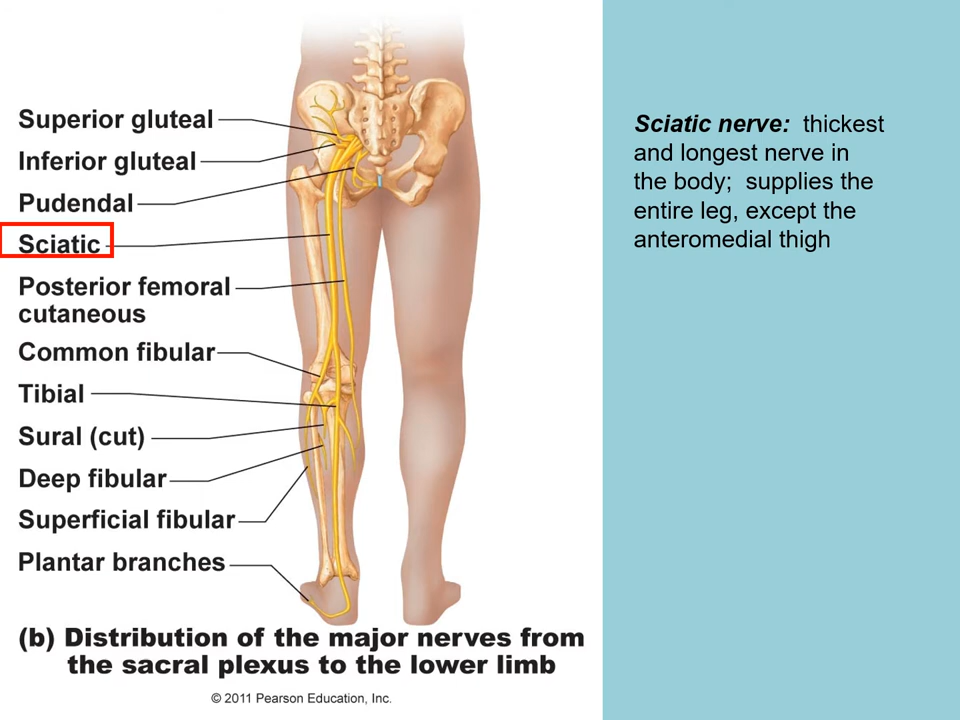 Superior gluteal
Inferior gluteal
Pudendal
Sciatic
Posterior femoral
cutaneous
Common fibular
Tibial
Sural (cut)
Deep fibular
Superficial fibular
Plantar branches
(b) Distribution of the major nerves from
the sacral plexus to the lower limb
© 2011 Pearson Education, Inc.
Sciatic nerve:  thickest
and longest nerve in
the body;  supplies the
entire leg, except the
anteromedial thigh